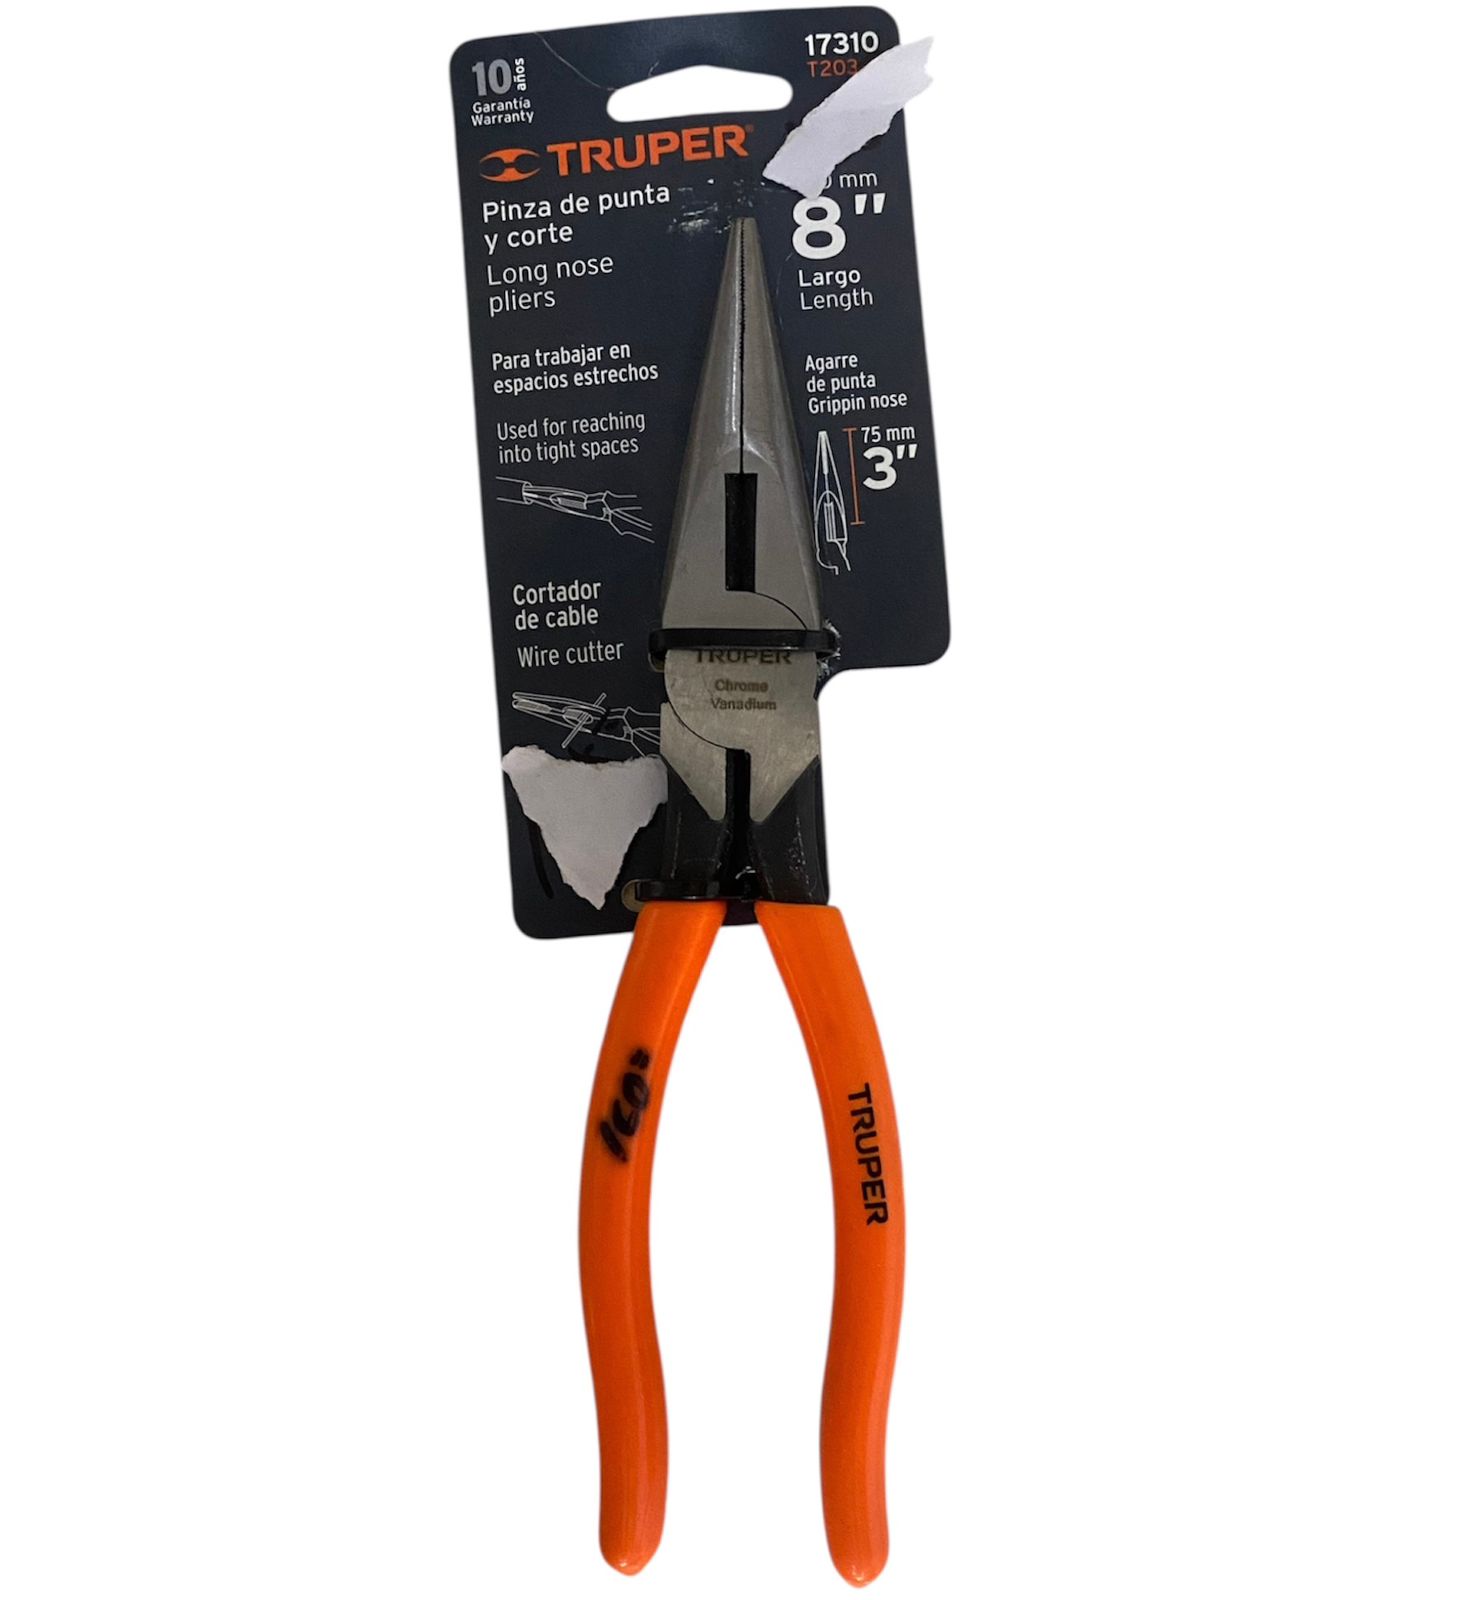 10 años
Garantía
Warranty
17310
T203
TRUPER
Pinza de punta
y corte
Long nose
pliers
mm
8"
Largo
Length
Para trabajar en
espacios estrechos
Used for reaching
into tight spaces
Agarre
de punta
Grippin nose
75 mm
3"
Cortador
de cable
Wire cutter
TRUPER
Chrome
Vanadium
160=
TRUPER